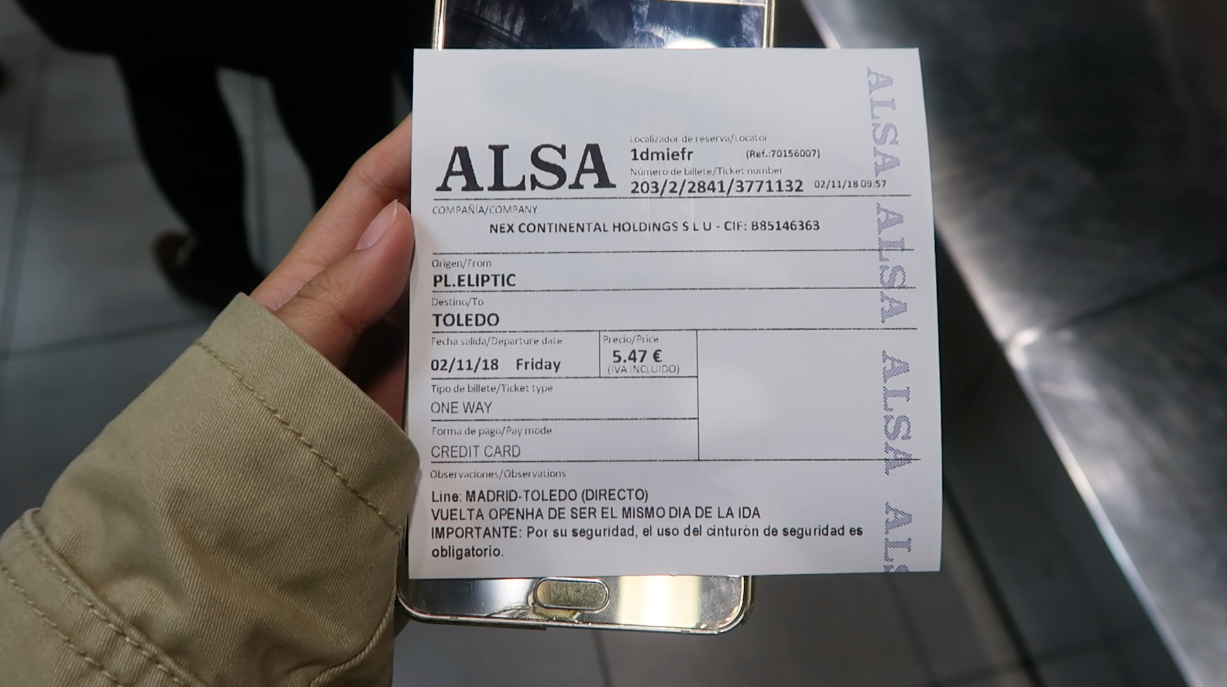 Localizador de reserva/Locator
ALSA 1dmiefr (Ref.:70156007)
Número de billete/Ticket number
203/2/2841/3771132 02/11/18 09:57
COMPAÑÍA/COMPANY
NEX CONTINENTAL HOLDINGS S L U - CIF: B85146363
Origen/From
PL.ELIPTIC
Destino/To
TOLEDO
Fecha salida/Departure date Precio/Price
02/11/18 Friday 5.47 €
(IVA INCLUÍDO)
Tipo de billete/Ticket type
ONE WAY
Forma de pago/Pay mode
CREDIT CARD
Observaciones/Observations
Line: MADRID-TOLEDO (DIRECTO)
VUELTA OPENHA DE SER EL MISMO DIA DE LA IDA
IMPORTANTE: Por su seguridad, el uso del cinturón de seguridad es
obligatorio.
ALSA ALSA ALSA ALS